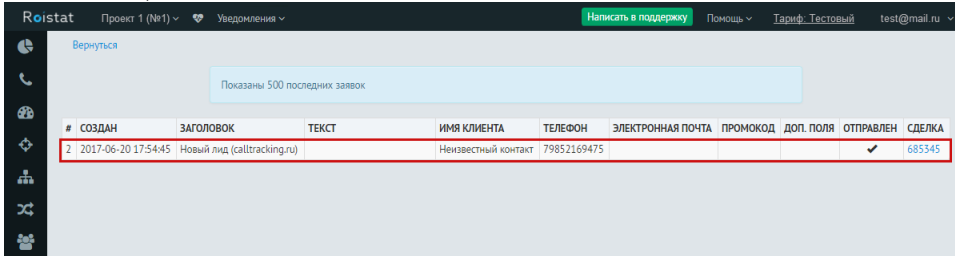 Roistat Проект 1 (№1) Уведомления Написать в поддержку Помощь Тариф: Тестовый test@mail.ru
Вернуться
Показаны 500 последних заявок
# СОЗДАН ЗАГОЛОВОК ТЕКСТ ИМЯ КЛИЕНТА ТЕЛЕФОН ЭЛЕКТРОННАЯ ПОЧТА ПРОМОКОД ДОП. ПОЛЯ ОТПРАВЛЕН СДЕЛКА
2 2017-06-20 17:54:45 Новый лид (calltracking.ru) Неизвестный контакт 79852169475 685345